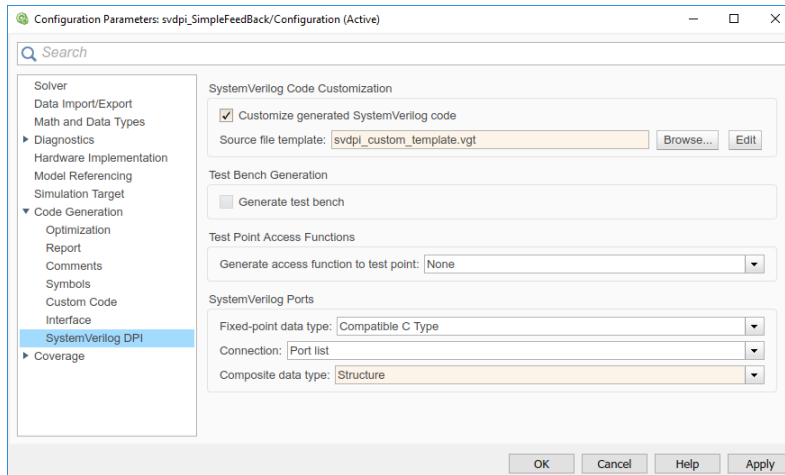 Configuration Parameters: svdpi_SimpleFeedBack/Configuration (Active)
Search
Solver
Data Import/Export
Math and Data Types
Diagnostics
Hardware Implementation
Model Referencing
Simulation Target
Code Generation
Optimization
Report
Comments
Symbols
Custom Code
Interface
SystemVerilog DPI
Coverage
SystemVerilog Code Customization
Customize generated SystemVerilog code
Source file template: svdpi_custom_template.vgt Browse... Edit
Test Bench Generation
Generate test bench
Test Point Access Functions
Generate access function to test point: None
SystemVerilog Ports
Fixed-point data type: Compatible C Type
Connection: Port list
Composite data type: Structure
OK Cancel Help Apply